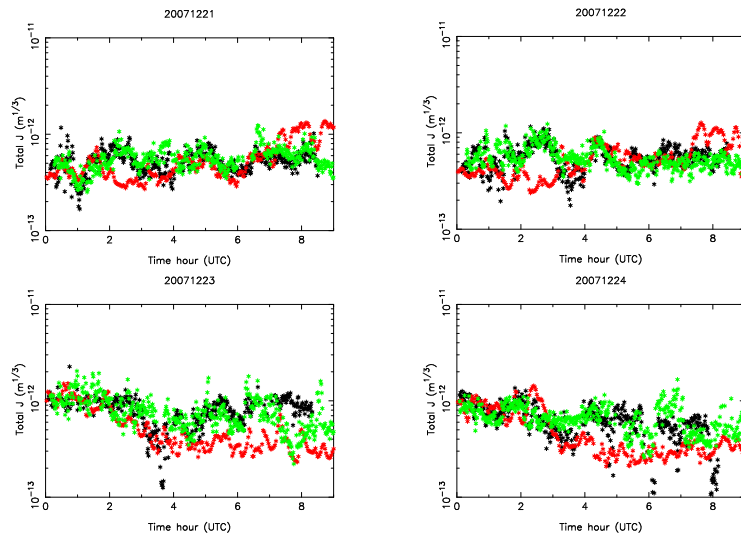 20071221
10⁻¹¹
10⁻¹²
10⁻¹³
Total J (m^1/3)
0 2 4 6 8
Time hour (UTC)
20071222
10⁻¹¹
10⁻¹²
10⁻¹³
Total J (m^1/3)
0 2 4 6 8
Time hour (UTC)
20071223
10⁻¹¹
10⁻¹²
10⁻¹³
Total J (m^1/3)
0 2 4 6 8
Time hour (UTC)
20071224
10⁻¹¹
10⁻¹²
10⁻¹³
Total J (m^1/3)
0 2 4 6 8
Time hour (UTC)